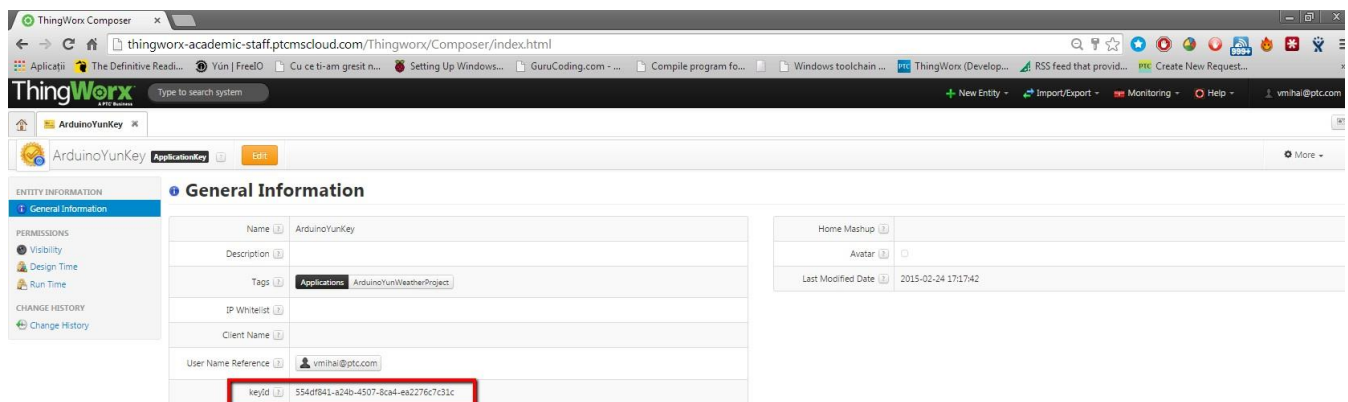 ThingWorx Composer
thingworx-academic-staff.ptcmscloud.com/Thingworx/Composer/index.html
Aplicații The Definitive Readi... Yún | FreeIO Cu ce ti-am gresit n... Setting Up Windows... GuruCoding.com - ... Compile program fo... Windows toolchain ... ThingWorx (Develop... RSS feed that provid... Create New Request...
ThingWorx
A PTC Business
Type to search system
New Entity Import/Export Monitoring Help vmihai@ptc.com
ArduinoYunKey
ArduinoYunKey ApplicationKey Edit More
ENTITY INFORMATION
General Information
PERMISSIONS
Visibility
Design Time
Run Time
CHANGE HISTORY
Change History
General Information
Name ArduinoYunKey
Description
Tags Applications ArduinoYunWeatherProject
IP Whitelist
Client Name
User Name Reference vmihai@ptc.com
keyId 554df841-a24b-4507-8ca4-ea2276c7c31c
Home Mashup
Avatar
Last Modified Date 2015-02-24 17:17:42